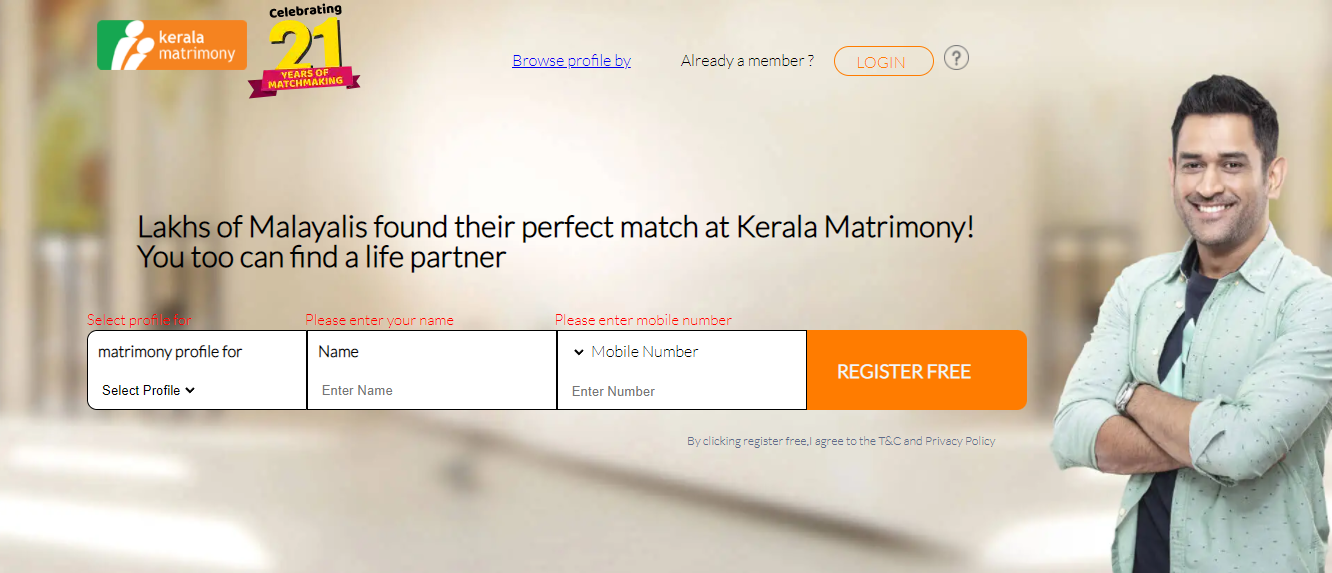 kerala
matrimony
Celebrating
21
YEARS OF
MATCHMAKING
Browse profile by
Already a member ?
LOGIN
?
Lakhs of Malayalis found their perfect match at Kerala Matrimony!
You too can find a life partner
Select profile for
Please enter your name
Please enter mobile number
matrimony profile for
Name
Mobile Number
Select Profile
Enter Name
Enter Number
REGISTER FREE
By clicking register free,I agree to the T&C and Privacy Policy